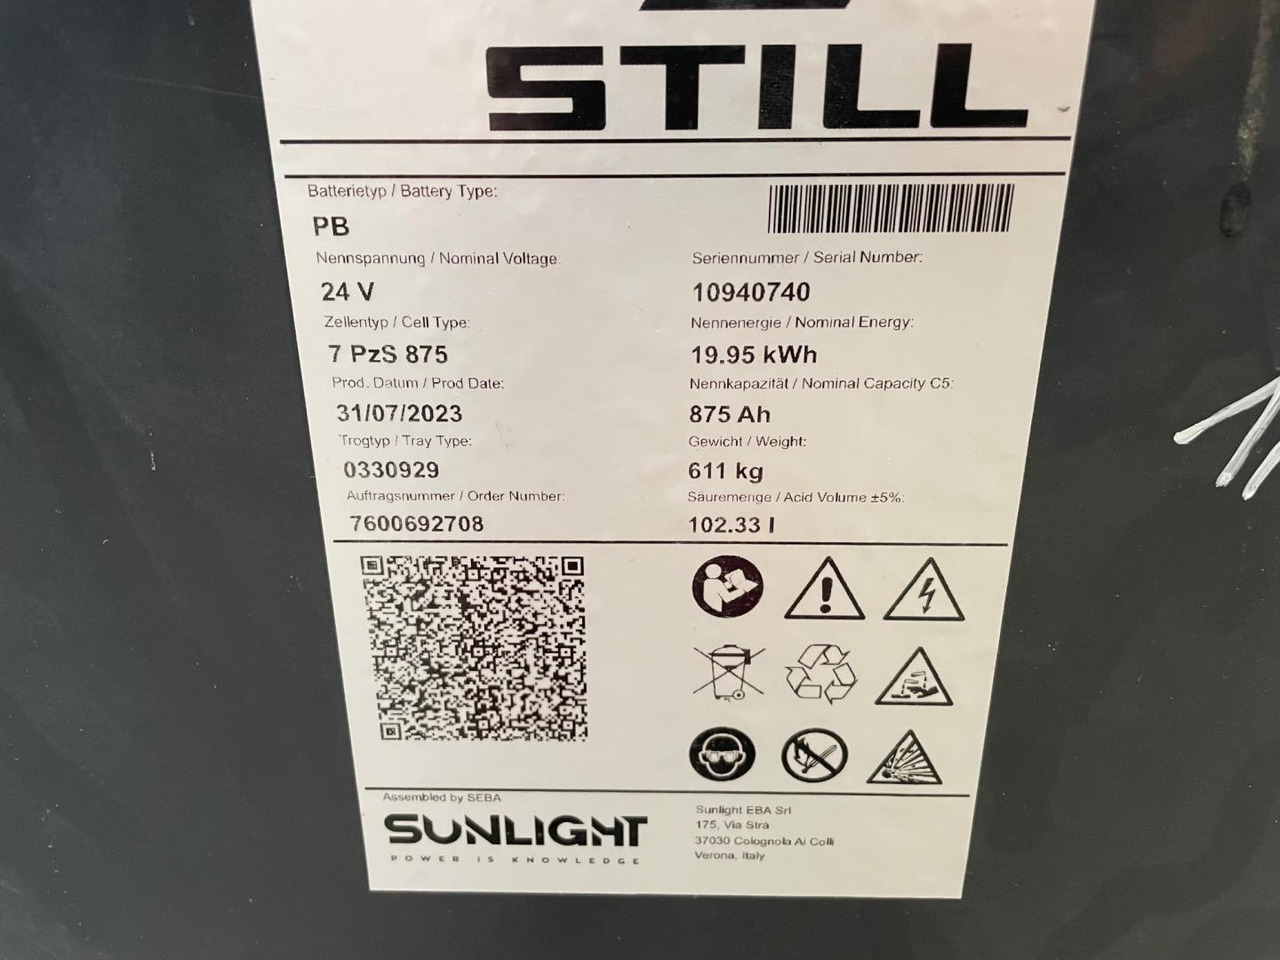 STILL
Batterietyp / Battery Type:
PB
Nennspannung / Nominal Voltage:
24 V
Zellentyp / Cell Type:
7 PzS 875
Prod. Datum / Prod Date:
31/07/2023
Trogtyp / Tray Type:
0330929
Auftragsnummer / Order Number:
7600692708
Seriennummer / Serial Number:
10940740
Nennenergie / Nominal Energy:
19.95 kWh
Nennkapazität / Nominal Capacity C5:
875 Ah
Gewicht / Weight:
611 kg
Säuremenge / Acid Volume ±5%:
102.33 l
Assembled by SEBA
SUNLIGHT
POWER IS KNOWLEDGE
Sunlight EBA Srl
175, Via Strà
37030 Colognola Ai Colli
Verona, Italy